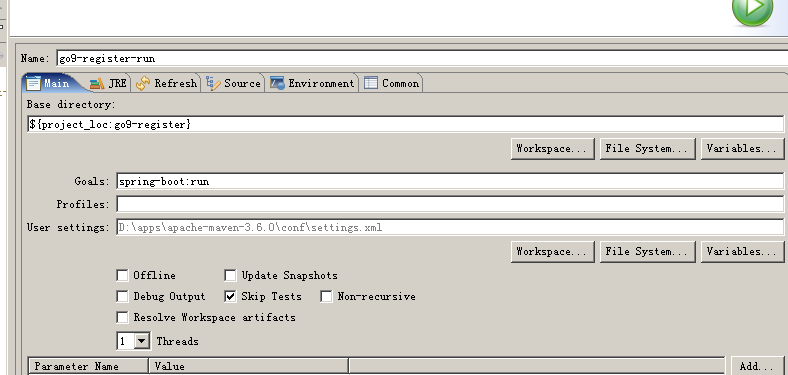 Name: go9-register-run
Main JRE Refresh Source Environment Common
Base directory:
${project_loc:go9-register}
Workspace... File System... Variables...
Goals: spring-boot:run
Profiles:
User settings: D:\apps\apache-maven-3.6.0\conf\settings.xml
Workspace... File System... Variables...
Offline Update Snapshots
Debug Output Skip Tests Non-recursive
Resolve Workspace artifacts
1 Threads
Parameter Name Value Add...